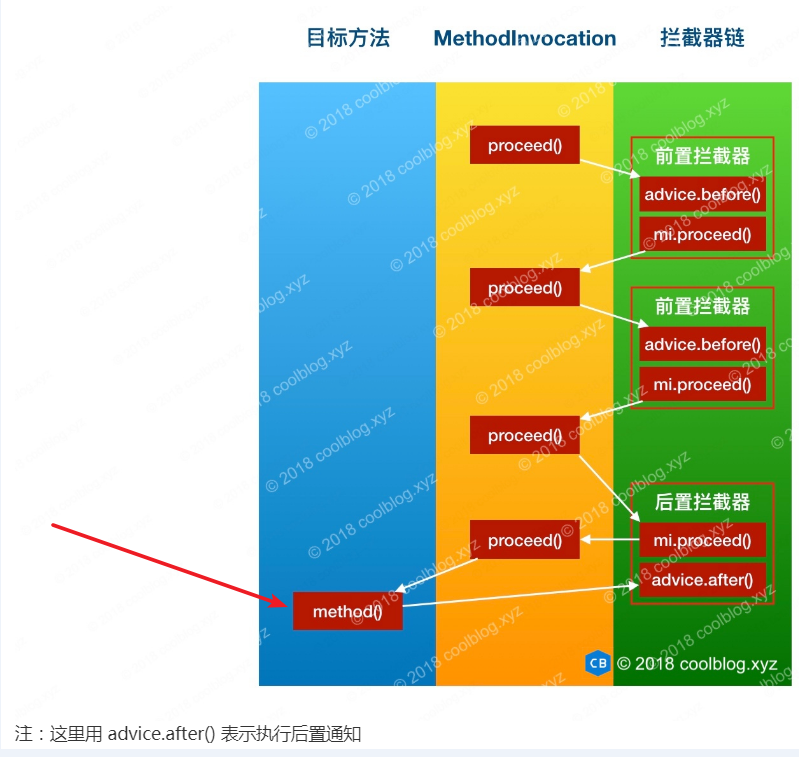 目标方法 MethodInvocation 拦截器链
proceed()
前置拦截器
advice.before()
mi.proceed()
proceed()
前置拦截器
advice.before()
mi.proceed()
proceed()
后置拦截器
proceed()
mi.proceed()
advice.after()
method()
CB © 2018 coolblog.xyz
© 2018 coolblog.xyz
注：这里用 advice.after() 表示执行后置通知